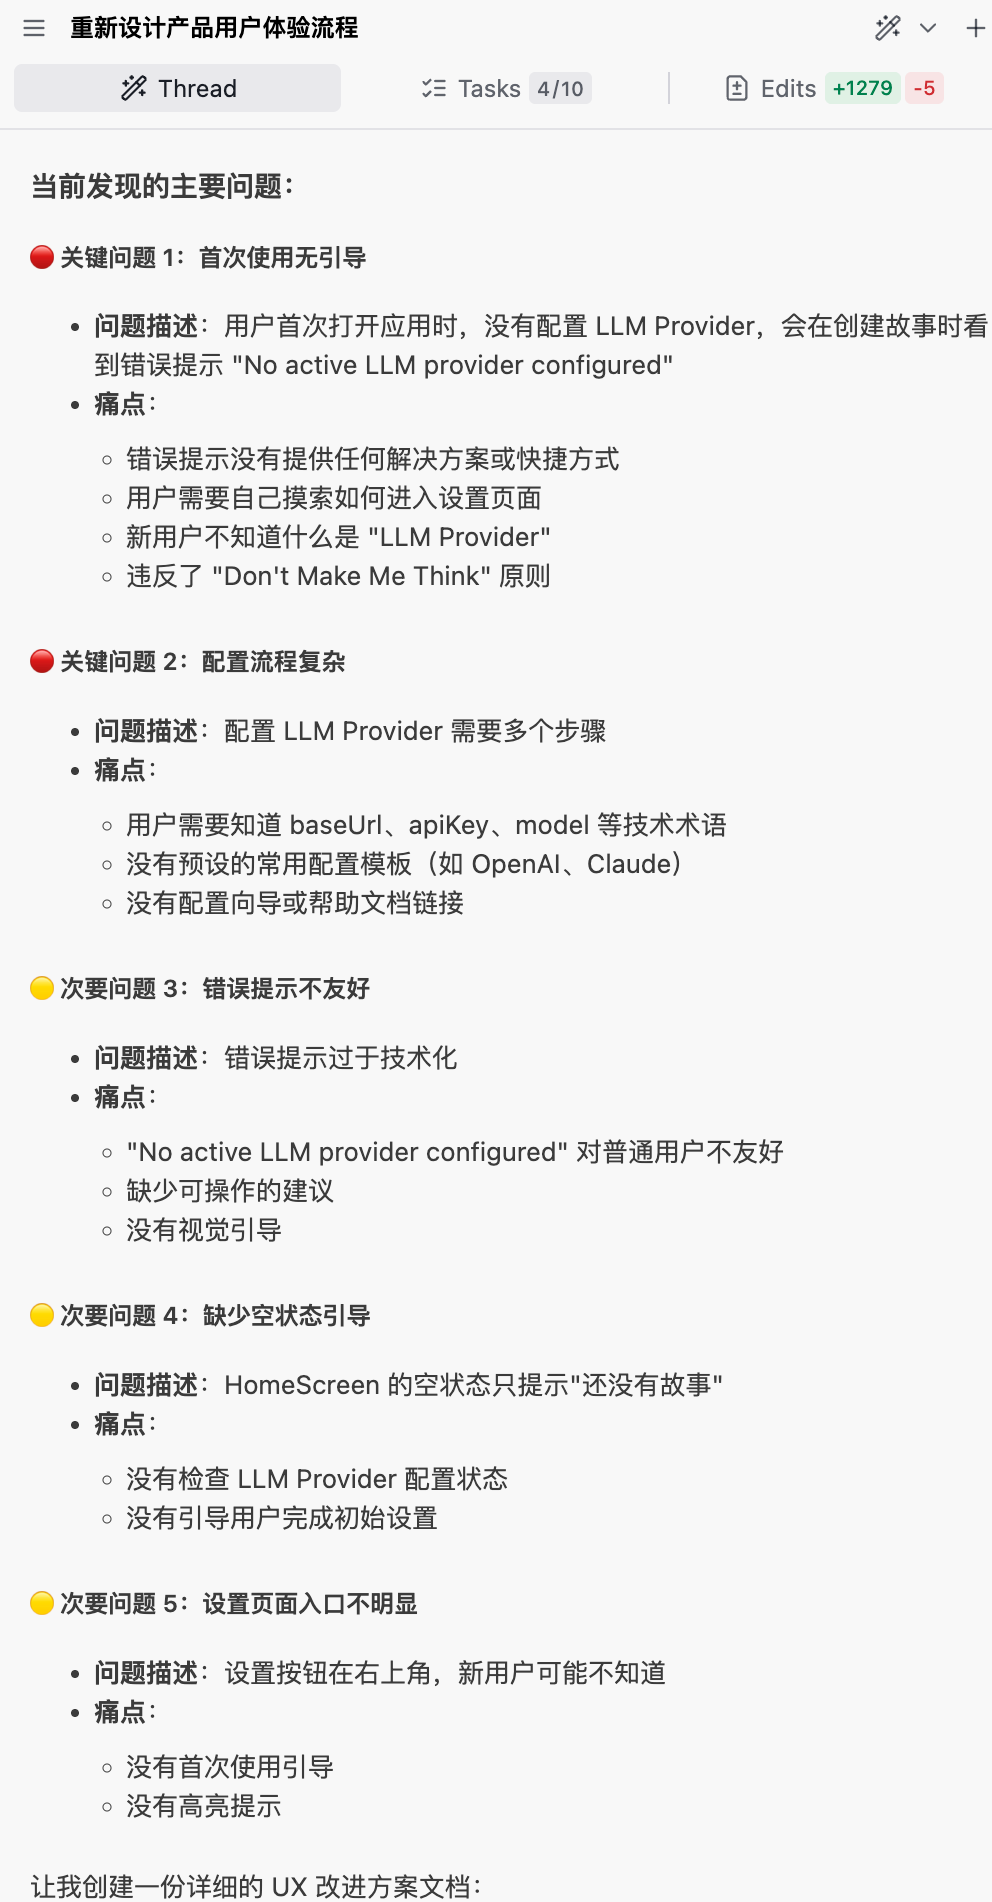 重新设计产品用户体验流程
Thread
Tasks 4/10
Edits +1279 -5
当前发现的主要问题：
关键问题 1：首次使用无引导
问题描述：用户首次打开应用时，没有配置 LLM Provider，会在创建故事时看
到错误提示 "No active LLM provider configured"
痛点：
错误提示没有提供任何解决方案或快捷方式
用户需要自己摸索如何进入设置页面
新用户不知道什么是 "LLM Provider"
违反了 "Don't Make Me Think" 原则
关键问题 2：配置流程复杂
问题描述：配置 LLM Provider 需要多个步骤
痛点：
用户需要知道 baseUrl、apiKey、model 等技术术语
没有预设的常用配置模板（如 OpenAI、Claude）
没有配置向导或帮助文档链接
次要问题 3：错误提示不友好
问题描述：错误提示过于技术化
痛点：
"No active LLM provider configured" 对普通用户不友好
缺少可操作的建议
没有视觉引导
次要问题 4：缺少空状态引导
问题描述：HomeScreen 的空状态只提示"还没有故事"
痛点：
没有检查 LLM Provider 配置状态
没有引导用户完成初始设置
次要问题 5：设置页面入口不明显
问题描述：设置按钮在右上角，新用户可能不知道
痛点：
没有首次使用引导
没有高亮提示
让我创建一份详细的 UX 改进方案文档：